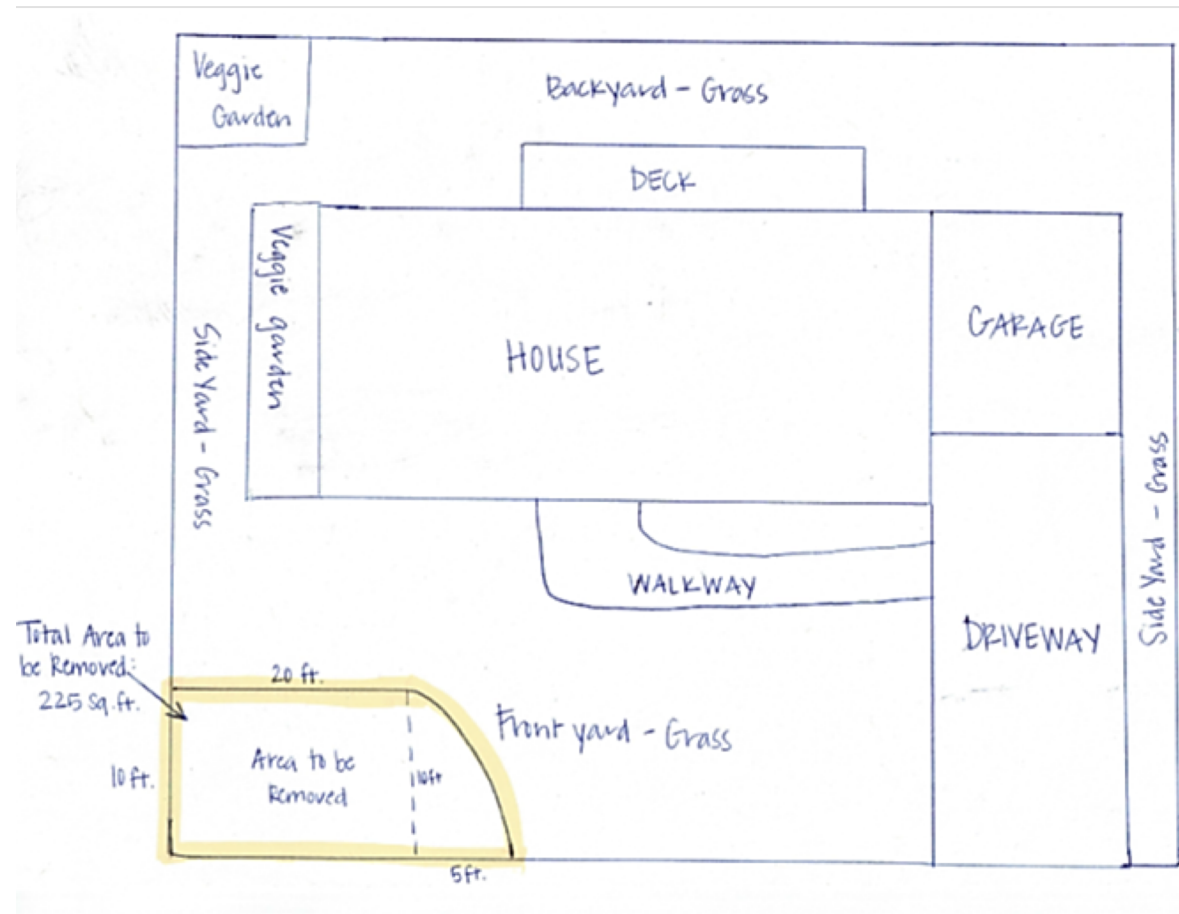 Veggie
Garden
Backyard - Grass
DECK
Veggie garden
HOUSE
GARAGE
Side Yard - Grass
Side Yard - Grass
WALKWAY
DRIVEWAY
Total Area to
be Removed:
225 Sq. ft.
20 ft.
Front yard - Grass
10 ft.
Area to be
Removed
10ft
5ft.